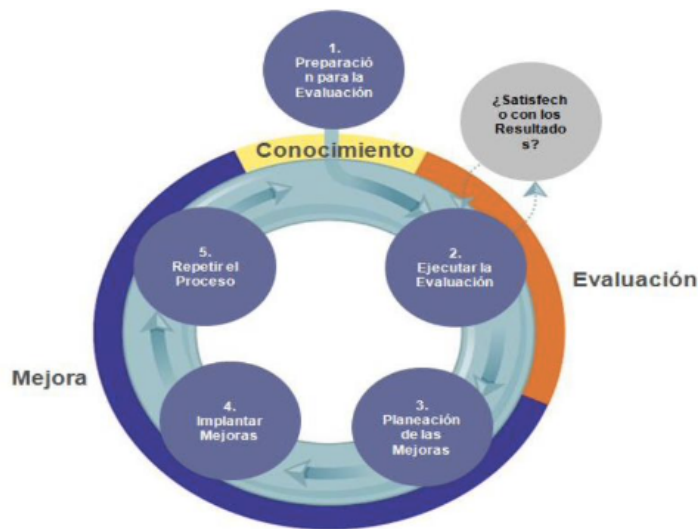 1.
Preparació
n para la
Evaluación
¿Satisfech
o con los
Resultado
s?
Conocimiento
5.
Repetir el
Proceso
2.
Ejecutar la
Evaluación
Evaluación
Mejora
4.
Implantar
Mejoras
3.
Planeación
de las
Mejoras